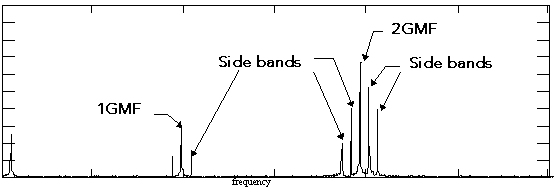 2GMF
Side bands
Side bands
1GMF
frequency